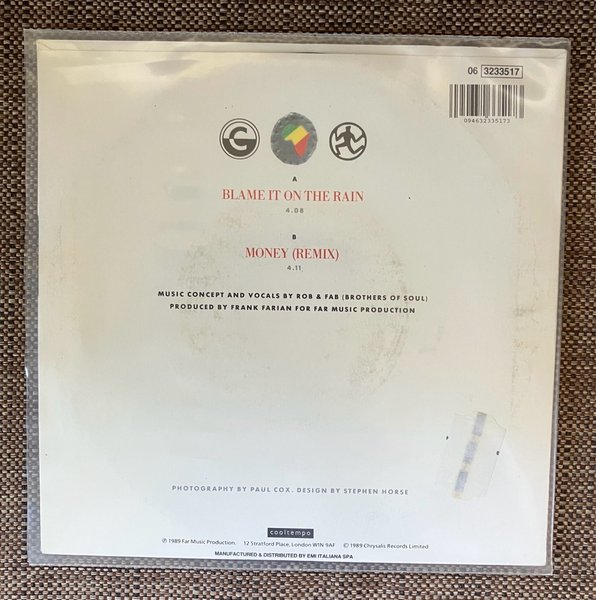 06 3233517
094632335173
G
A
BLAME IT ON THE RAIN
4.08
B
MONEY (REMIX)
4.11
MUSIC CONCEPT AND VOCALS BY ROB & FAB (BROTHERS OF SOUL)
PRODUCED BY FRANK FARIAN FOR FAR MUSIC PRODUCTION
PHOTOGRAPHY BY PAUL COX. DESIGN BY STEPHEN HORSE
cooltempo
℗ 1989 Far Music Production. 12 Stratford Place, London W1N 9AF © 1989 Chrysalis Records Limited
MANUFACTURED & DISTRIBUTED BY EMI ITALIANA SPA